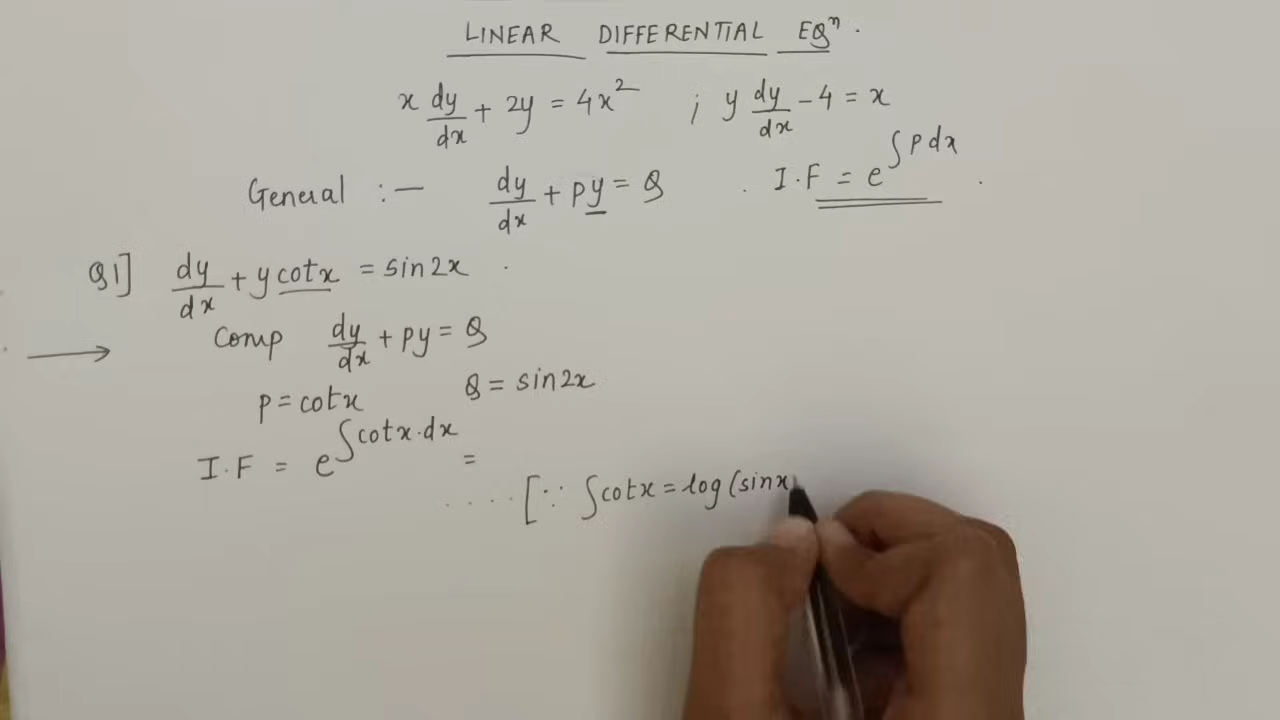 LINEAR DIFFERENTIAL EQⁿ.
x dy/dx + 2y = 4x² ; y dy/dx - 4 = x
General :— dy/dx + py = Q . I.F = e^∫P dx .
Q1] dy/dx + y cotx = sin2x .
Comp dy/dx + py = Q
P = cotx Q = sin2x
I.F = e^∫cotx.dx =
.... [∵ ∫cotx = log(sinx